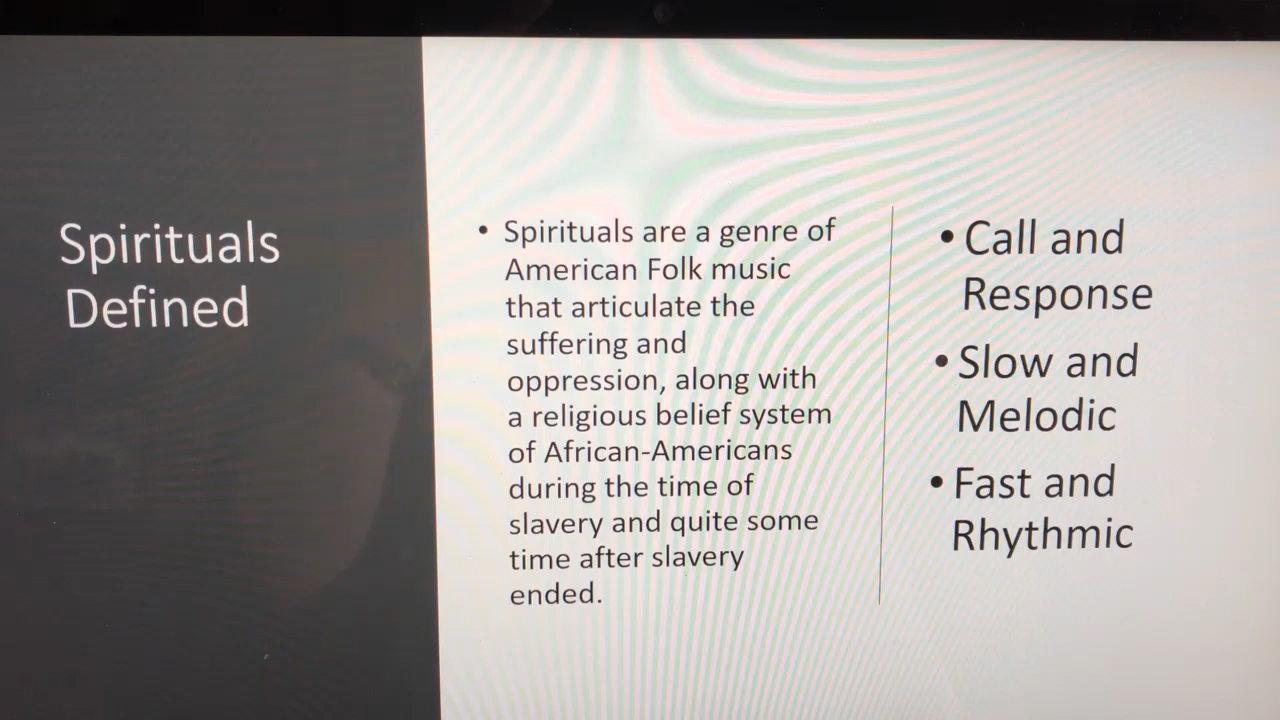 Spirituals
Defined
• Spirituals are a genre of
American Folk music
that articulate the
suffering and
oppression, along with
a religious belief system
of African-Americans
during the time of
slavery and quite some
time after slavery
ended.
• Call and
Response
• Slow and
Melodic
• Fast and
Rhythmic